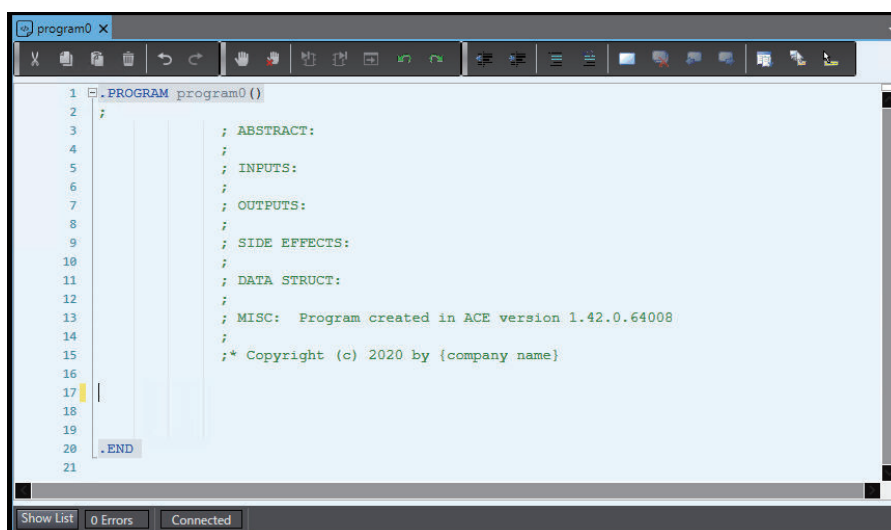 program0
1 .PROGRAM program0()
2 ;
3 ; ABSTRACT:
4 ;
5 ; INPUTS:
6 ;
7 ; OUTPUTS:
8 ;
9 ; SIDE EFFECTS:
10 ;
11 ; DATA STRUCT:
12 ;
13 ; MISC:  Program created in ACE version 1.42.0.64008
14 ;
15 ;* Copyright (c) 2020 by {company name}
16
17
18
19
20 .END
21
Show List 0 Errors Connected